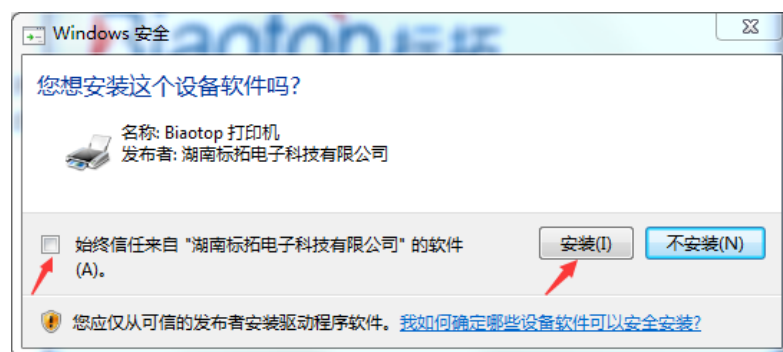 Windows 安全
Biaotop 标拓
您想安装这个设备软件吗?
名称: Biaotop 打印机
发布者: 湖南标拓电子科技有限公司
始终信任来自 "湖南标拓电子科技有限公司" 的软件
(A)。
安装(I)
不安装(N)
您应仅从可信的发布者安装驱动程序软件。我如何确定哪些设备软件可以安全安装?